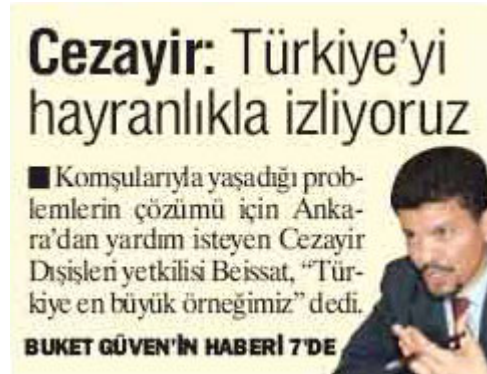 Cezayir: Türkiye'yi
hayranlıkla izliyoruz
■ Komşularıyla yaşadığı prob-
lemlerin çözümü için Anka-
ra'dan yardım isteyen Cezayir
Dışişleri yetkilisi Beissat, “Tür-
kiye en büyük örneğimiz” dedi.
BUKET GÜVEN'İN HABERİ 7'DE